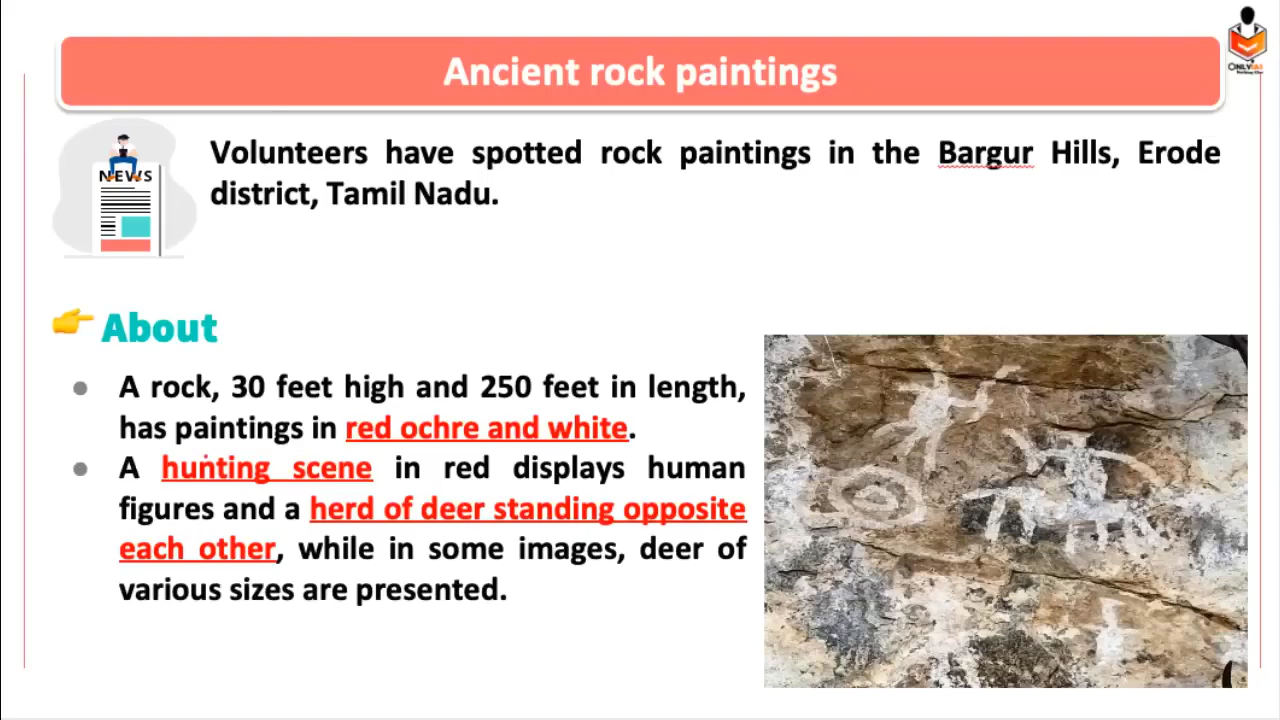 Ancient rock paintings
ONLYIAS
NEWS
Volunteers have spotted rock paintings in the Bargur Hills, Erode
district, Tamil Nadu.
About
A rock, 30 feet high and 250 feet in length,
has paintings in red ochre and white.
A hunting scene in red displays human
figures and a herd of deer standing opposite
each other, while in some images, deer of
various sizes are presented.